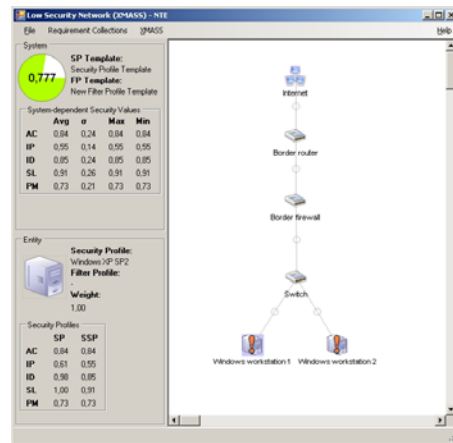 Low Security Network (XMASS) - NTE
File Requirement Collections XMASS Help
System
0,777
SP Template:
Security Profile Template
FP Template:
New Filter Profile Template
System-dependent Security Values
Avg σ Max Min
AC 0,84 0,24 0,84 0,84
IP 0,55 0,14 0,55 0,55
ID 0,85 0,24 0,85 0,85
SL 0,91 0,26 0,91 0,91
PM 0,73 0,21 0,73 0,73
Entity
Security Profile:
Windows XP SP2
Filter Profile:
-
Weight:
1,00
Security Profiles
SP SSP
AC 0,84 0,84
IP 0,61 0,55
ID 0,98 0,85
SL 1,00 0,91
PM 0,73 0,73
Internet
Border router
Border firewall
Switch
Windows workstation 1
Windows workstation 2